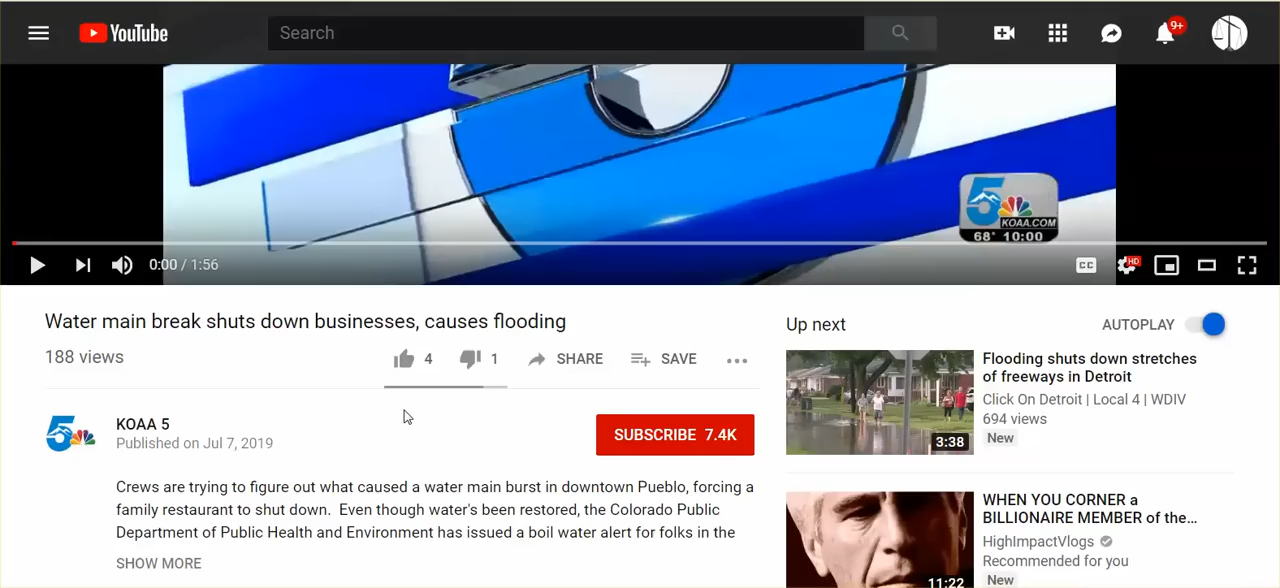 YouTube
Search
9+
5
KOAA.COM
68° 10:00
0:00 / 1:56
CC
HD
Water main break shuts down businesses, causes flooding
188 views
4
1
SHARE
SAVE
5
KOAA 5
Published on Jul 7, 2019
SUBSCRIBE 7.4K
Crews are trying to figure out what caused a water main burst in downtown Pueblo, forcing a
family restaurant to shut down.  Even though water's been restored, the Colorado Public
Department of Public Health and Environment has issued a boil water alert for folks in the
SHOW MORE
Up next
AUTOPLAY
3:38
Flooding shuts down stretches
of freeways in Detroit
Click On Detroit | Local 4 | WDIV
694 views
New
11:22
WHEN YOU CORNER a
BILLIONAIRE MEMBER of the...
HighImpactVlogs
Recommended for you
New